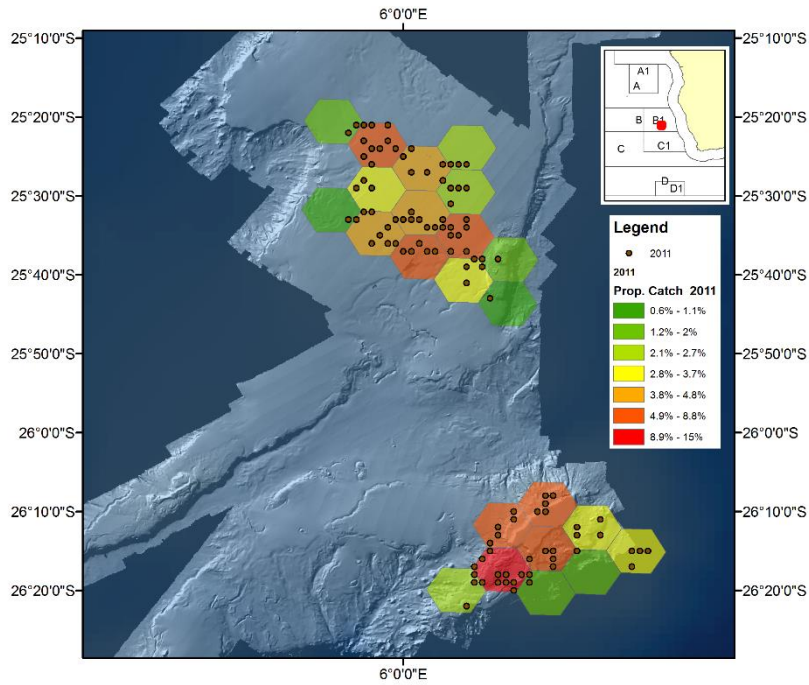 6°0'0"E
25°10'0"S
25°10'0"S
A1
A
B
B1
C
C1
D
D1
25°20'0"S
25°20'0"S
25°30'0"S
25°30'0"S
Legend
2011
2011
Prop. Catch 2011
0.6% - 1.1%
1.2% - 2%
2.1% - 2.7%
2.8% - 3.7%
3.8% - 4.8%
4.9% - 8.8%
8.9% - 15%
25°40'0"S
25°40'0"S
25°50'0"S
25°50'0"S
26°0'0"S
26°0'0"S
26°10'0"S
26°10'0"S
26°20'0"S
26°20'0"S
6°0'0"E